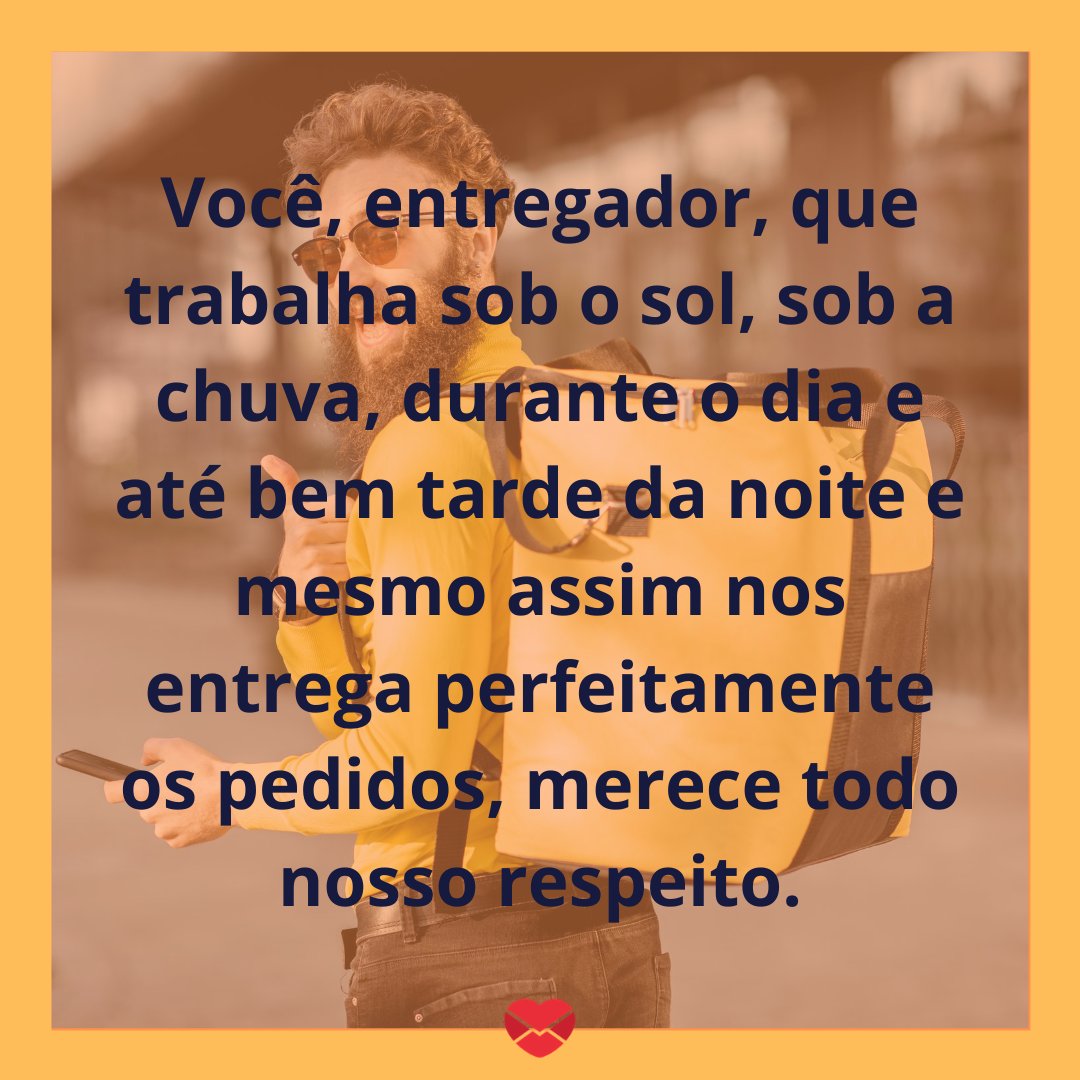 Você, entregador, que
trabalha sob o sol, sob a
chuva, durante o dia e
até bem tarde da noite e
mesmo assim nos
entrega perfeitamente
os pedidos, merece todo
nosso respeito.